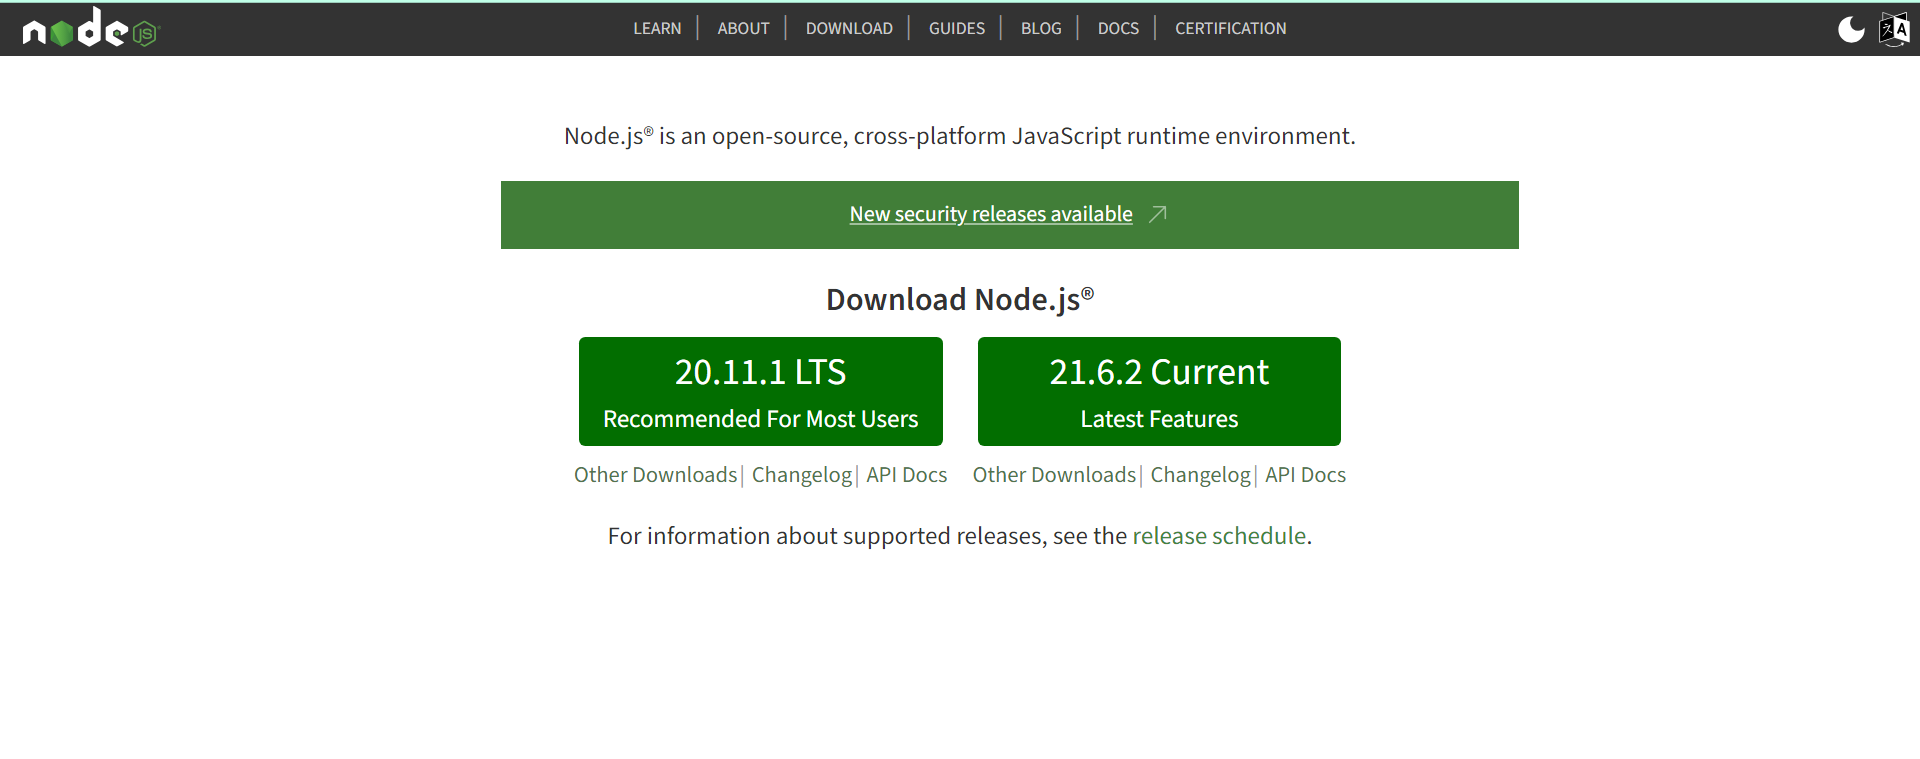 node JS
LEARN | ABOUT | DOWNLOAD | GUIDES | BLOG | DOCS | CERTIFICATION
Node.js® is an open-source, cross-platform JavaScript runtime environment.
New security releases available
Download Node.js®
20.11.1 LTS
Recommended For Most Users
Other Downloads | Changelog | API Docs
21.6.2 Current
Latest Features
Other Downloads | Changelog | API Docs
For information about supported releases, see the release schedule.